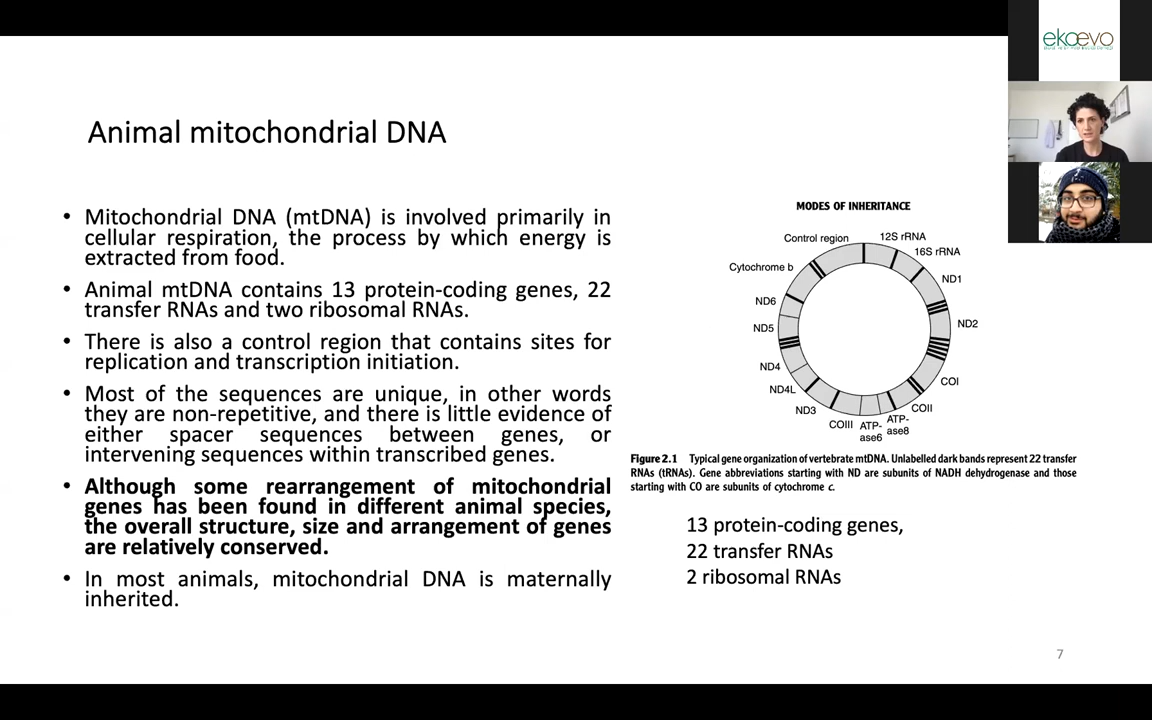 ekoevo
Animal mitochondrial DNA
• Mitochondrial DNA (mtDNA) is involved primarily in
cellular respiration, the process by which energy is
extracted from food.
• Animal mtDNA contains 13 protein-coding genes, 22
transfer RNAs and two ribosomal RNAs.
• There is also a control region that contains sites for
replication and transcription initiation.
• Most of the sequences are unique, in other words
they are non-repetitive, and there is little evidence of
either spacer sequences between genes, or
intervening sequences within transcribed genes.
• Although some rearrangement of mitochondrial
genes has been found in different animal species,
the overall structure, size and arrangement of genes
are relatively conserved.
• In most animals, mitochondrial DNA is maternally
inherited.
MODES OF INHERITANCE
Control region
12S rRNA
16S rRNA
Cytochrome b
ND1
ND6
ND2
ND5
ND4
COI
ND4L
COII
ND3
COIII
ATP-
ase6
ATP-
ase8
Figure 2.1 Typical gene organization of vertebrate mtDNA. Unlabelled dark bands represent 22 transfer
RNAs (tRNAs). Gene abbreviations starting with ND are subunits of NADH dehydrogenase and those
starting with CO are subunits of cytochrome c.
13 protein-coding genes,
22 transfer RNAs
2 ribosomal RNAs
7